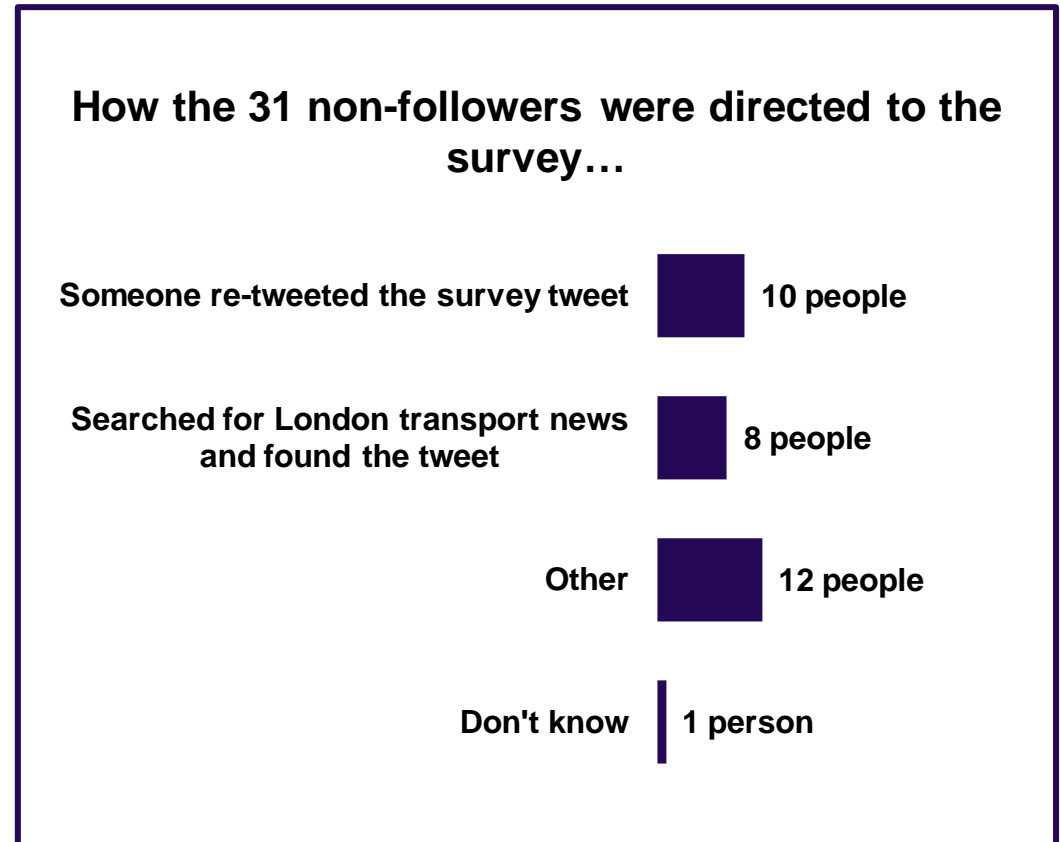 How the 31 non-followers were directed to the
survey…
Someone re-tweeted the survey tweet
10 people
Searched for London transport news
and found the tweet
8 people
Other
12 people
Don't know
1 person